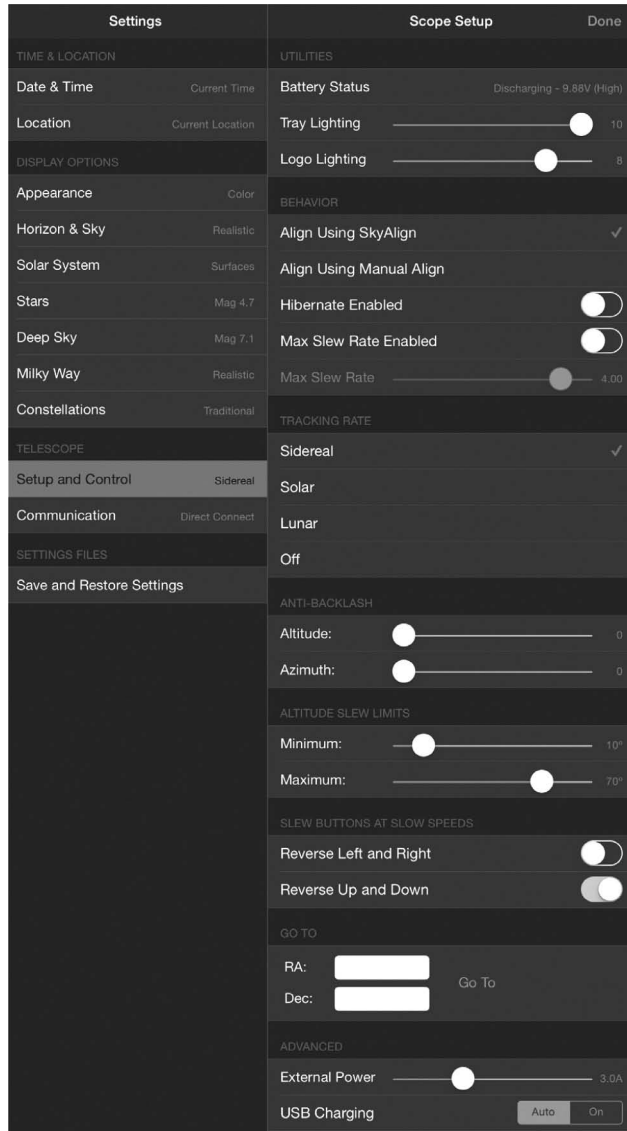 Settings
TIME & LOCATION
Date & Time Current Time
Location Current Location
DISPLAY OPTIONS
Appearance Color
Horizon & Sky Realistic
Solar System Surfaces
Stars Mag 4.7
Deep Sky Mag 7.1
Milky Way Realistic
Constellations Traditional
TELESCOPE
Setup and Control Sidereal
Communication Direct Connect
SETTINGS FILES
Save and Restore Settings
Scope Setup Done
UTILITIES
Battery Status Discharging - 9.88V (High)
Tray Lighting 10
Logo Lighting 8
BEHAVIOR
Align Using SkyAlign ✓
Align Using Manual Align
Hibernate Enabled
Max Slew Rate Enabled
Max Slew Rate 4.00
TRACKING RATE
Sidereal ✓
Solar
Lunar
Off
ANTI-BACKLASH
Altitude: 0
Azimuth: 0
ALTITUDE SLEW LIMITS
Minimum: 10°
Maximum: 70°
SLEW BUTTONS AT SLOW SPEEDS
Reverse Left and Right
Reverse Up and Down
GO TO
RA:
Go To
Dec:
ADVANCED
External Power 3.0A
USB Charging Auto On